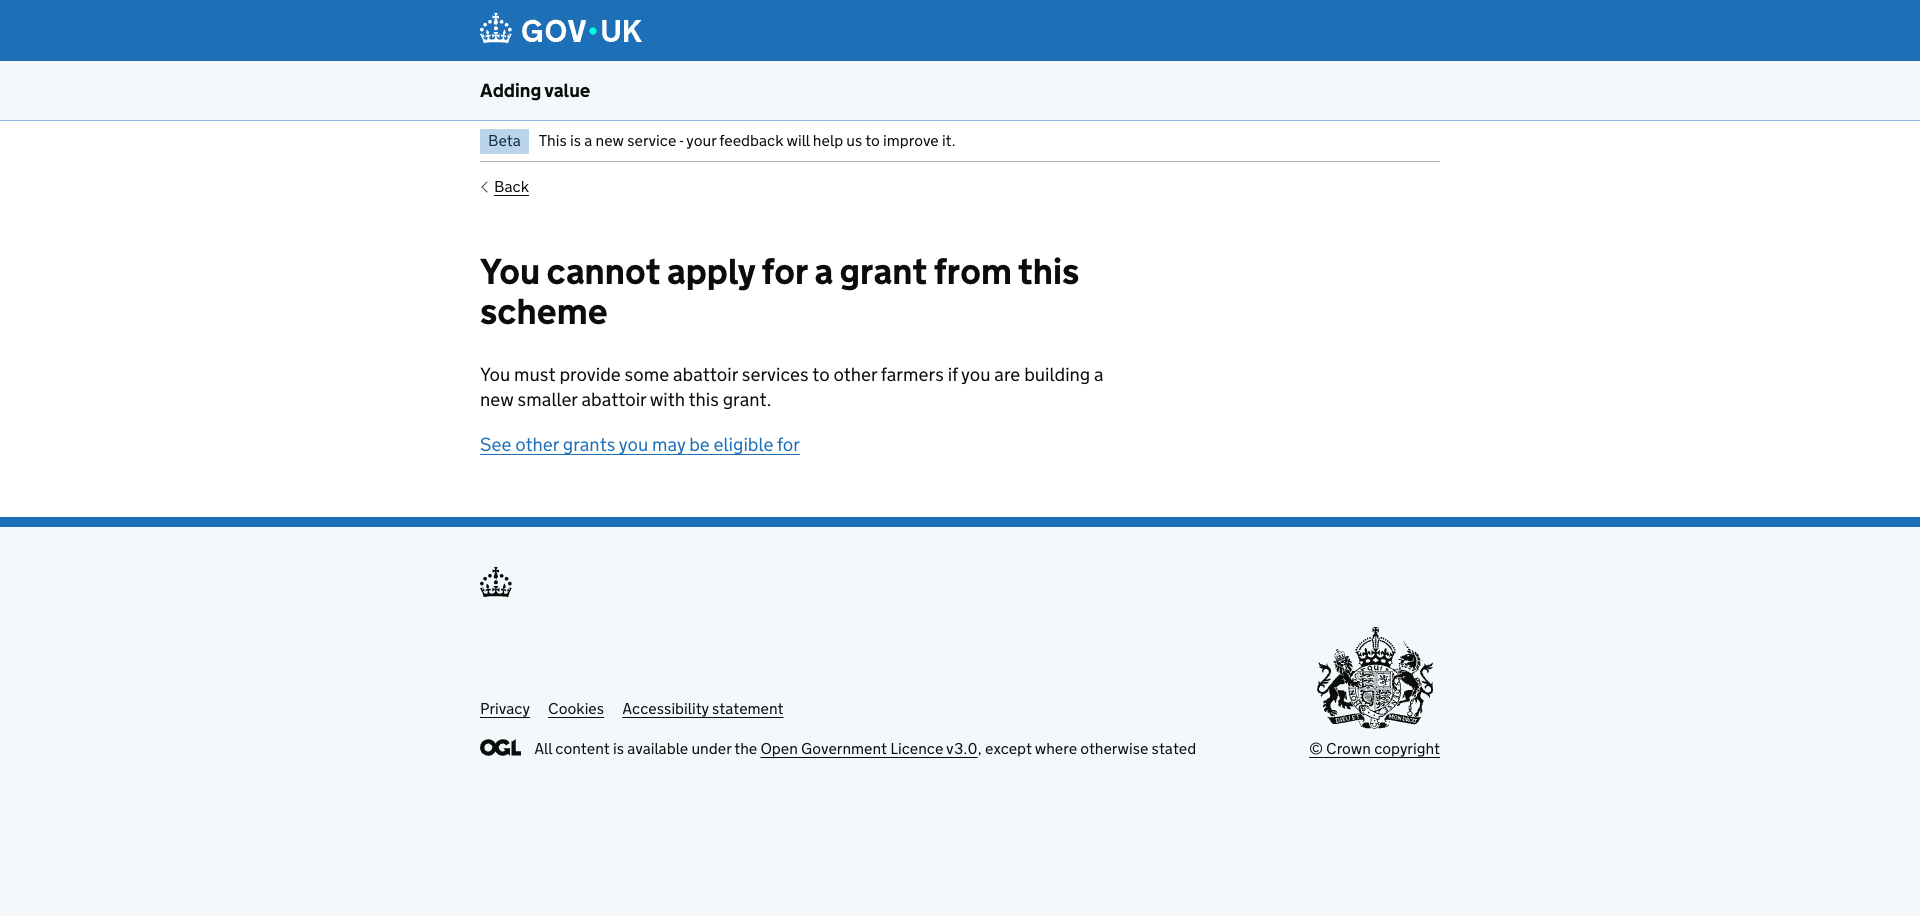 GOV·UK
Adding value
Beta This is a new service - your feedback will help us to improve it.
Back
You cannot apply for a grant from this
scheme
You must provide some abattoir services to other farmers if you are building a
new smaller abattoir with this grant.
See other grants you may be eligible for
Privacy Cookies Accessibility statement
OGL All content is available under the Open Government Licence v3.0, except where otherwise stated
© Crown copyright